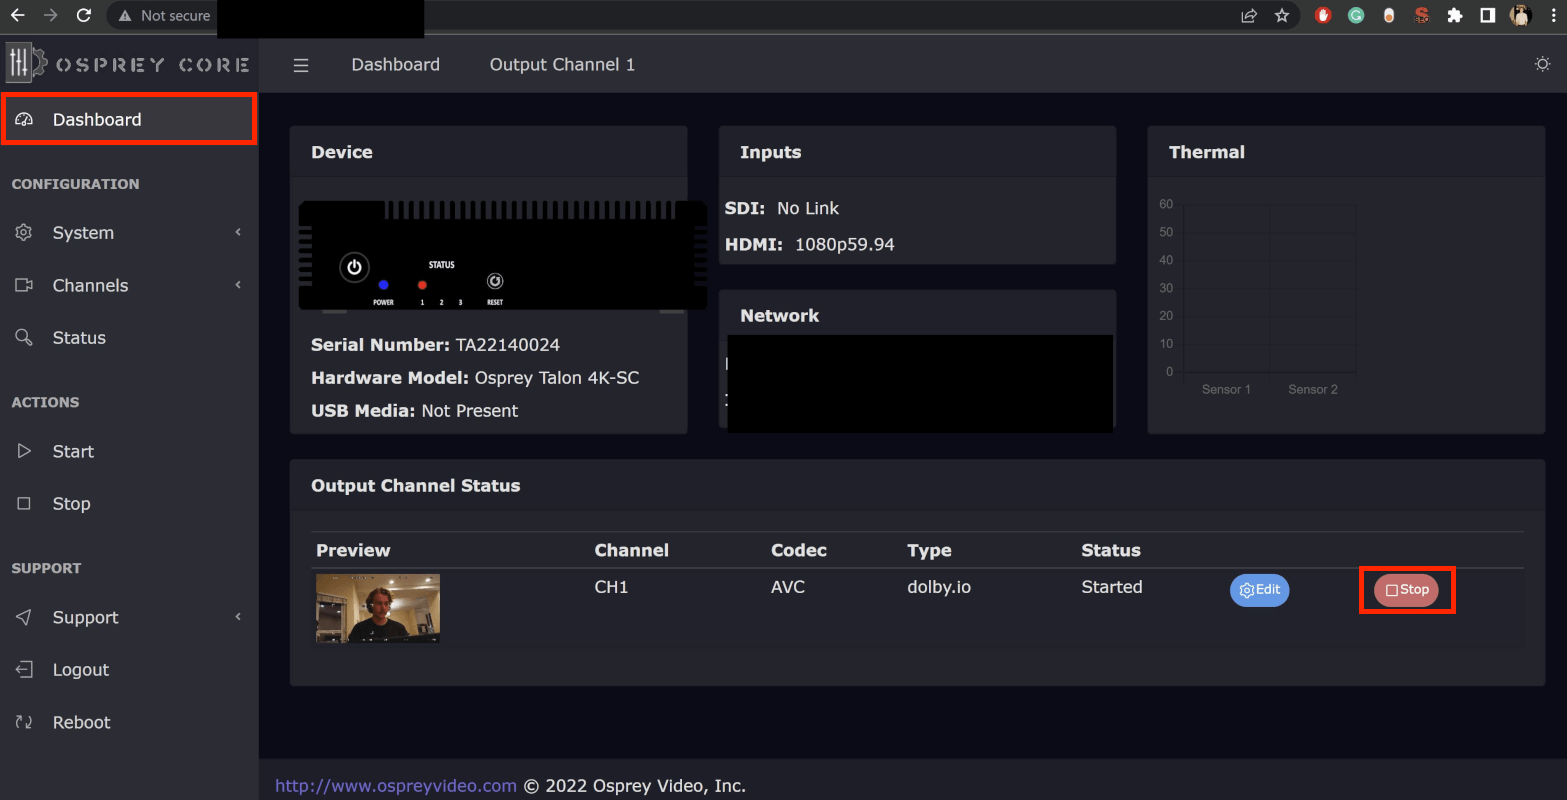 Not secure
OSPREY CORE
Dashboard
CONFIGURATION
System
Channels
Status
ACTIONS
Start
Stop
SUPPORT
Support
Logout
Reboot
Dashboard Output Channel 1
Device
STATUS
POWER 1 2 3 RESET
Serial Number: TA22140024
Hardware Model: Osprey Talon 4K-SC
USB Media: Not Present
Inputs
SDI: No Link
HDMI: 1080p59.94
Network
Thermal
60
50
40
30
20
10
0
Sensor 1 Sensor 2
Output Channel Status
Preview Channel Codec Type Status
CH1 AVC dolby.io Started Edit Stop
http://www.ospreyvideo.com © 2022 Osprey Video, Inc.